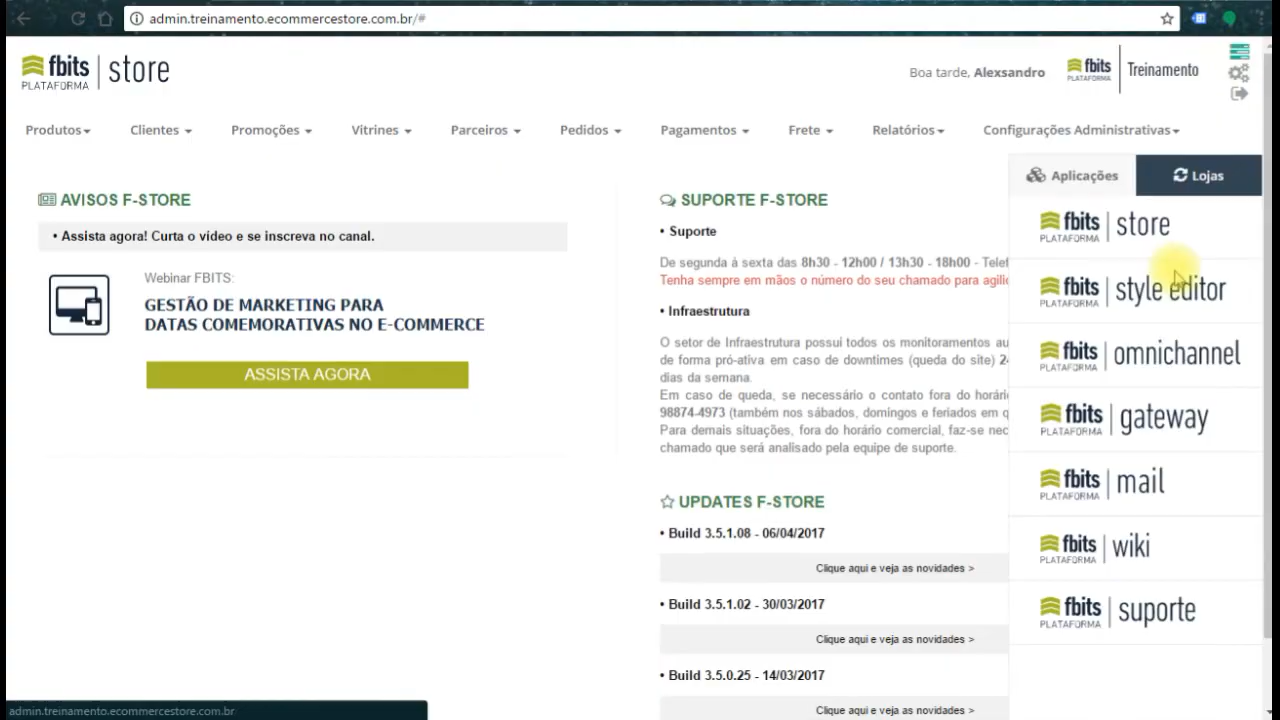 admin.treinamento.ecommercestore.com.br/#
fbits PLATAFORMA | store
Boa tarde, Alexsandro
fbits PLATAFORMA | Treinamento
Produtos
Clientes
Promoções
Vitrines
Parceiros
Pedidos
Pagamentos
Frete
Relatórios
Configurações Administrativas
AVISOS F-STORE
• Assista agora! Curta o vídeo e se inscreva no canal.
Webinar FBITS:
GESTÃO DE MARKETING PARA
DATAS COMEMORATIVAS NO E-COMMERCE
ASSISTA AGORA
SUPORTE F-STORE
• Suporte
De segunda à sexta das 8h30 - 12h00 / 13h30 - 18h00 -
Tenha sempre em mãos o número do seu chamado para
• Infraestrutura
O setor de Infraestrutura possui todos os monitoramentos
de forma pró-ativa em caso de downtimes (queda do site)
dias da semana.
Em caso de queda, se necessário o contato fora do
98874-4973 (também nos sábados, domingos e feriados em
Para demais situações, fora do horário comercial, faz-se
chamado que será analisado pela equipe de suporte.
UPDATES F-STORE
• Build 3.5.1.08 - 06/04/2017
Clique aqui e veja as novidades >
• Build 3.5.1.02 - 30/03/2017
Clique aqui e veja as novidades >
• Build 3.5.0.25 - 14/03/2017
Clique aqui e veja as novidades >
Aplicações
Lojas
fbits PLATAFORMA | store
fbits PLATAFORMA | style editor
fbits PLATAFORMA | omnichannel
fbits PLATAFORMA | gateway
fbits PLATAFORMA | mail
fbits PLATAFORMA | wiki
fbits PLATAFORMA | suporte
admin.treinamento.ecommercestore.com.br